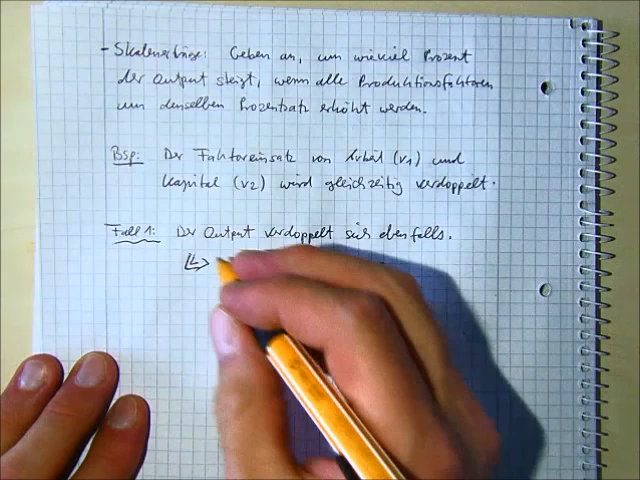 - Skalenerträge: Geben an, um wieviel Prozent
der Output steigt, wenn alle Produktionsfaktoren
um denselben Prozentsatz erhöht werden.
Bsp: Der Faktoreinsatz von Arbeit (v1) und
Kapital (v2) wird gleichzeitig verdoppelt.
Fall 1: Der Output verdoppelt sich ebenfalls.